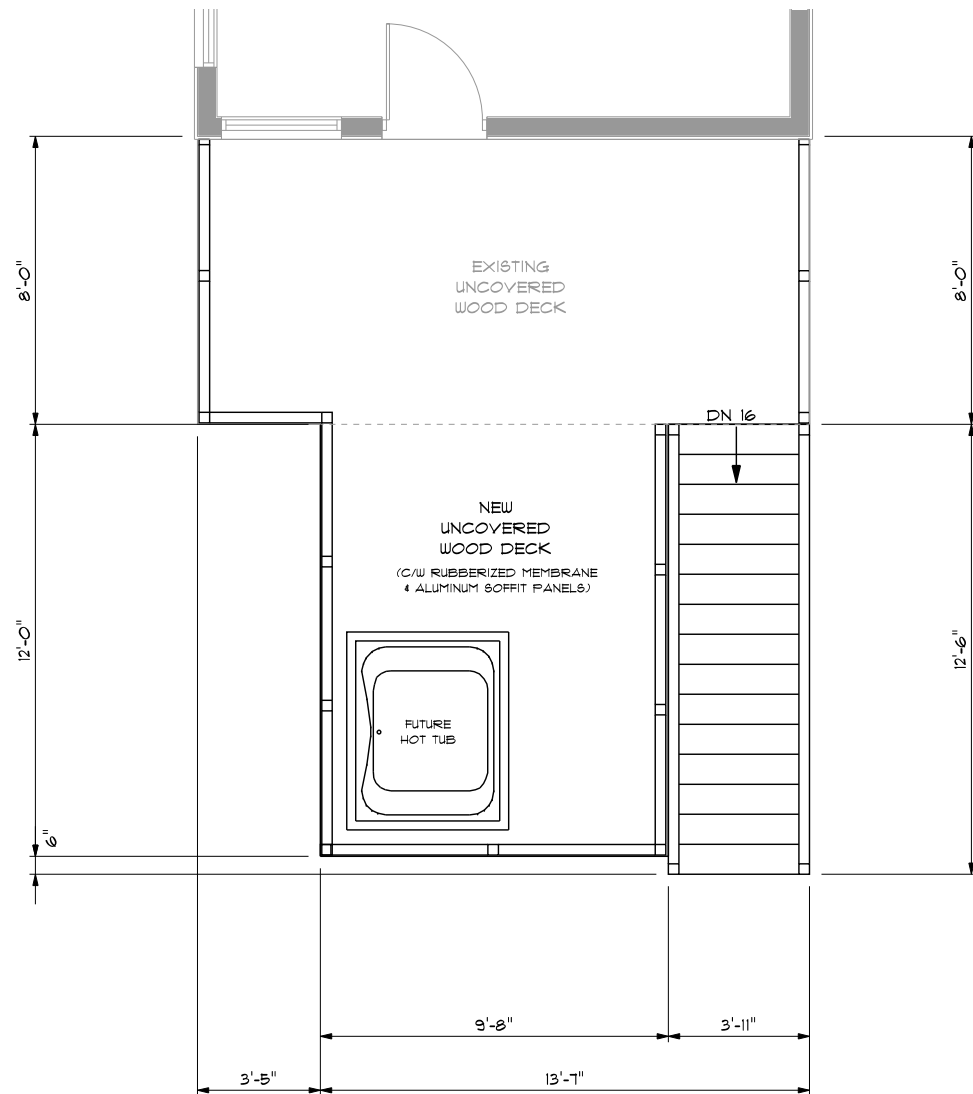 8'-0"
8'-0"
EXISTING
UNCOVERED
WOOD DECK
DN 16
NEW
UNCOVERED
WOOD DECK
(C/W RUBBERIZED MEMBRANE
& ALUMINUM SOFFIT PANELS)
12'-0"
12'-6"
FUTURE
HOT TUB
6"
9'-8"
3'-11"
3'-5"
13'-7"